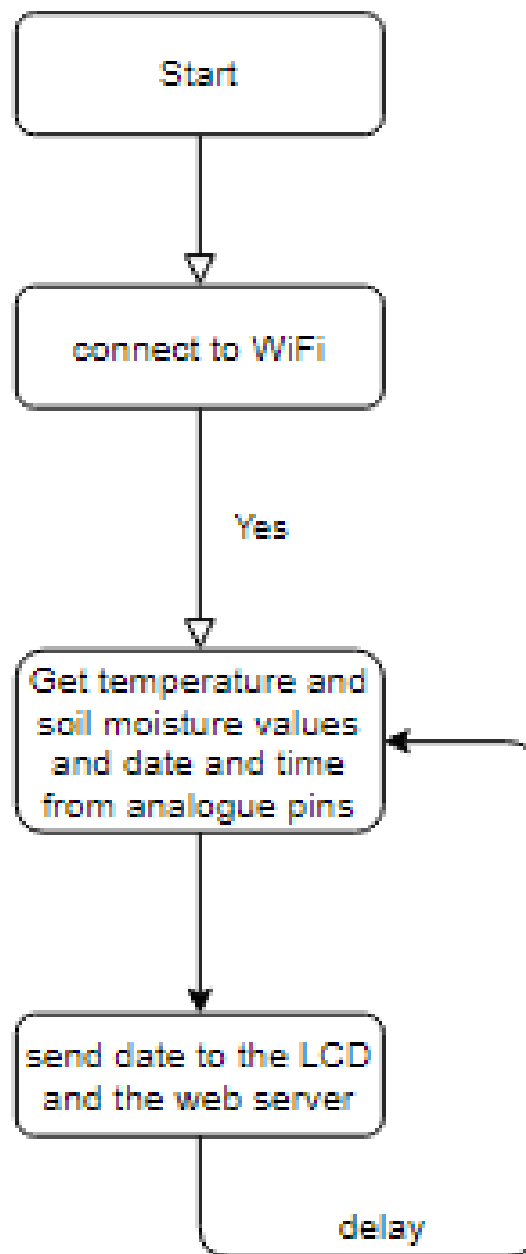 Start
connect to WiFi
Yes
Get temperature and
soil moisture values
and date and time
from analogue pins
send date to the LCD
and the web server
delay